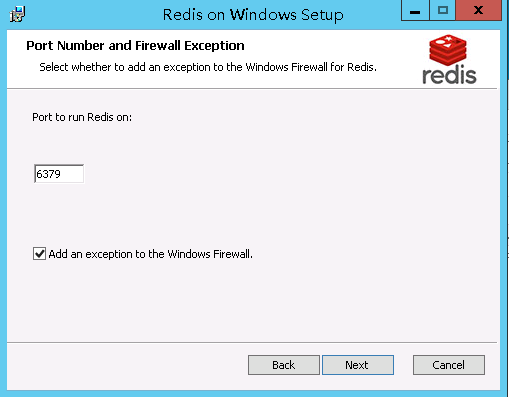 Redis on Windows Setup
Port Number and Firewall Exception
Select whether to add an exception to the Windows Firewall for Redis.
redis
Port to run Redis on:
6379
Add an exception to the Windows Firewall.
Back Next Cancel